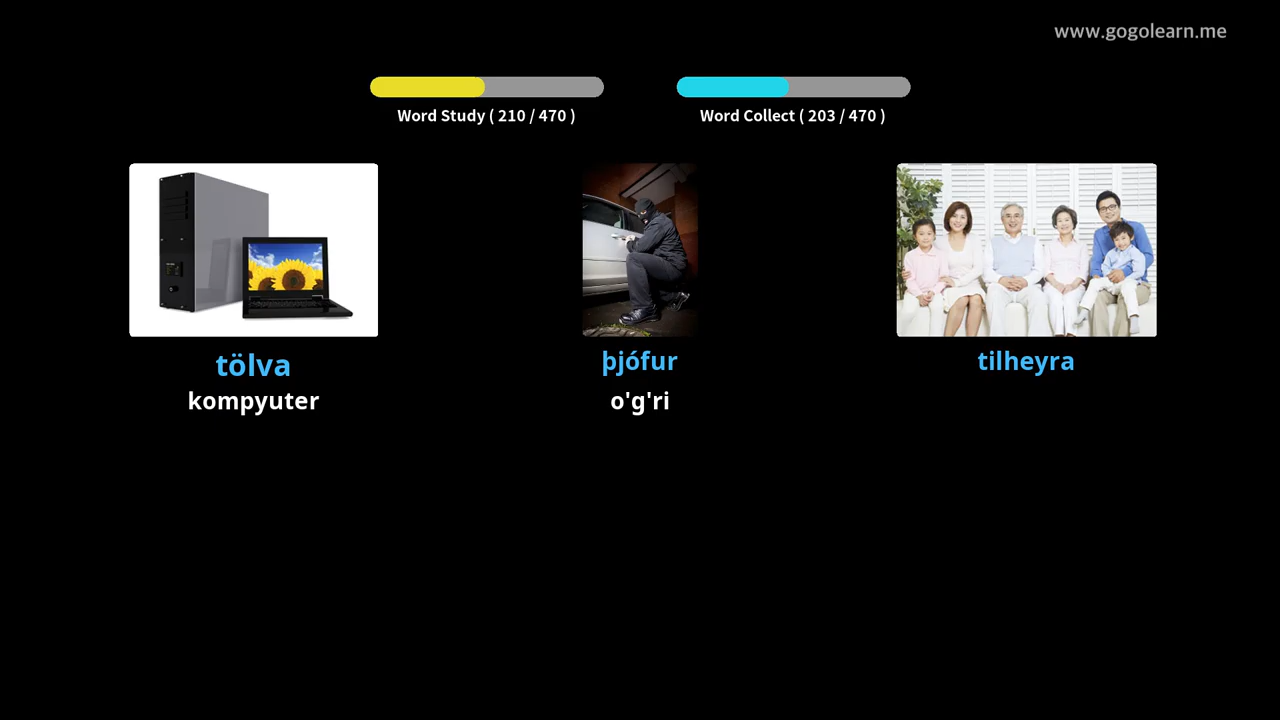 www.gogolearn.me
Word Study ( 210 / 470 )
Word Collect ( 203 / 470 )
tölva
kompyuter
þjófur
o'g'ri
tilheyra